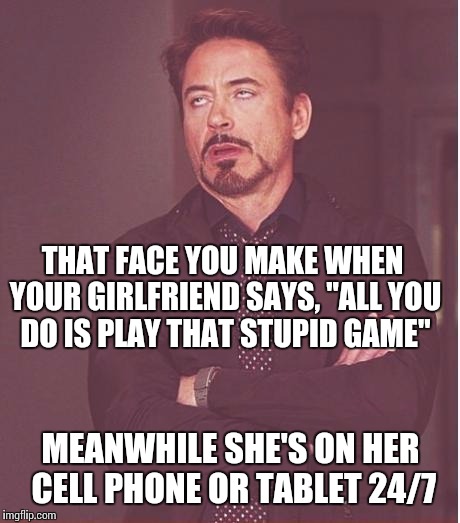 THAT FACE YOU MAKE WHEN
YOUR GIRLFRIEND SAYS, "ALL YOU
DO IS PLAY THAT STUPID GAME"
MEANWHILE SHE'S ON HER
CELL PHONE OR TABLET 24/7
imgflip.com